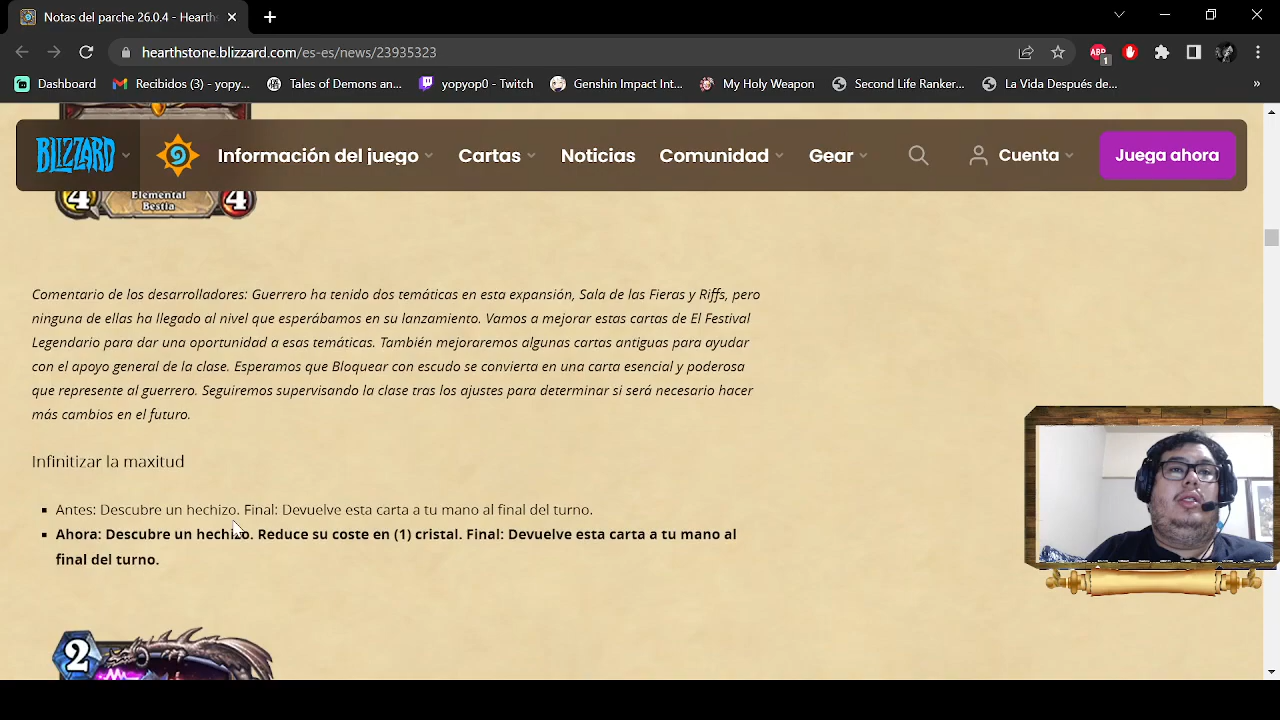 Notas del parche 26.0.4 - Hearths
hearthstone.blizzard.com/es-es/news/23935323
ABP
1
Dashboard
Recibidos (3) - yopy...
Tales of Demons an...
yopyop0 - Twitch
Genshin Impact Int...
My Holy Weapon
Second Life Ranker...
La Vida Después de...
»
BLIZZARD
Información del juego
Cartas
Noticias
Comunidad
Gear
Cuenta
Juega ahora
4
Elemental
Bestia
4
Comentario de los desarrolladores: Guerrero ha tenido dos temáticas en esta expansión, Sala de las Fieras y Riffs, pero
ninguna de ellas ha llegado al nivel que esperábamos en su lanzamiento. Vamos a mejorar estas cartas de El Festival
Legendario para dar una oportunidad a esas temáticas. También mejoraremos algunas cartas antiguas para ayudar
con el apoyo general de la clase. Esperamos que Bloquear con escudo se convierta en una carta esencial y poderosa
que represente al guerrero. Seguiremos supervisando la clase tras los ajustes para determinar si será necesario hacer
más cambios en el futuro.
Infinitizar la maxitud
Antes: Descubre un hechizo. Final: Devuelve esta carta a tu mano al final del turno.
Ahora: Descubre un hechizo. Reduce su coste en (1) cristal. Final: Devuelve esta carta a tu mano al
final del turno.
2